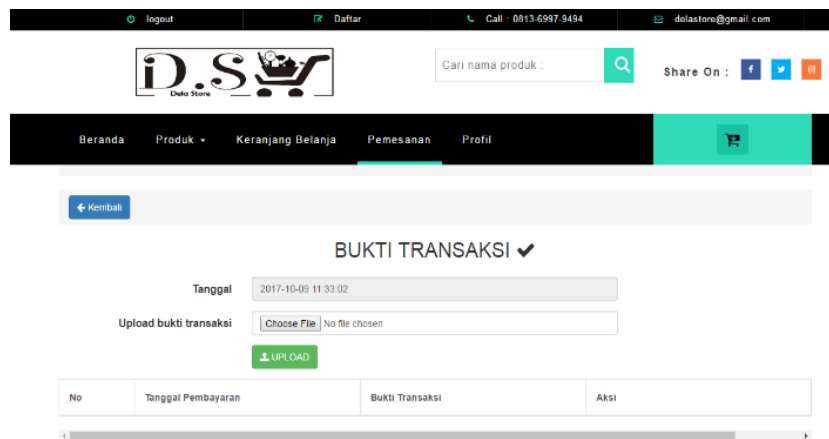 logout Daftar Call : 0813-6997-9494 delastore@gmail.com
D.S
Dela Store
Cari nama produk :
Share On :
Beranda Produk Keranjang Belanja Pemesanan Profil
Kembali
BUKTI TRANSAKSI
Tanggal 2017-10-09 11:33:02
Upload bukti transaksi Choose File No file chosen
UPLOAD
No Tanggal Pembayaran Bukti Transaksi Aksi